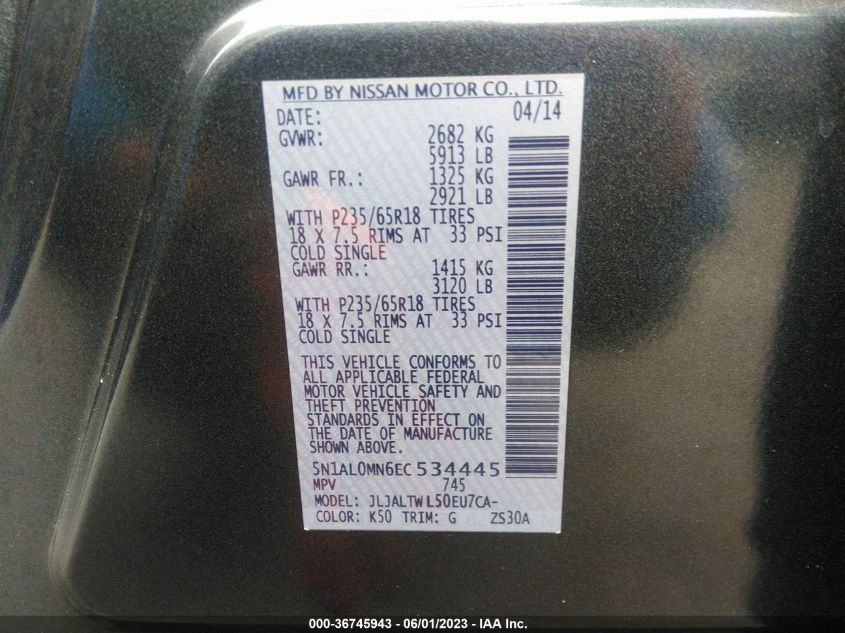 MFD BY NISSAN MOTOR CO., LTD.
DATE: 04/14
GVWR: 2682 KG
5913 LB
GAWR FR.: 1325 KG
2921 LB
WITH P235/65R18 TIRES
18 X 7.5 RIMS AT 33 PSI
COLD SINGLE
GAWR RR.: 1415 KG
3120 LB
WITH P235/65R18 TIRES
18 X 7.5 RIMS AT 33 PSI
COLD SINGLE
THIS VEHICLE CONFORMS TO
ALL APPLICABLE FEDERAL
MOTOR VEHICLE SAFETY AND
THEFT PREVENTION
STANDARDS IN EFFECT ON
THE DATE OF MANUFACTURE
SHOWN ABOVE.
5N1AL0MN6EC 534445
MPV 745
MODEL: JLJALTWL50EU7CA-
COLOR: K50 TRIM: G ZS30A
000-36745943 - 06/01/2023 - IAA Inc.